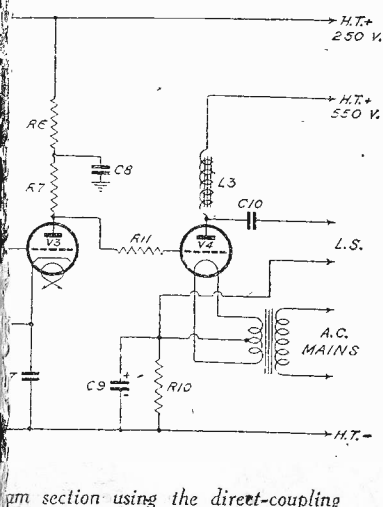 H.T.+
250 V.
H.T.+
550 V.
R6
C8
L3
R7
C10
V3
R11
V4
L.S.
A.C.
MAINS
+
C9
R10
H.T.-
am section using the direct-coupling